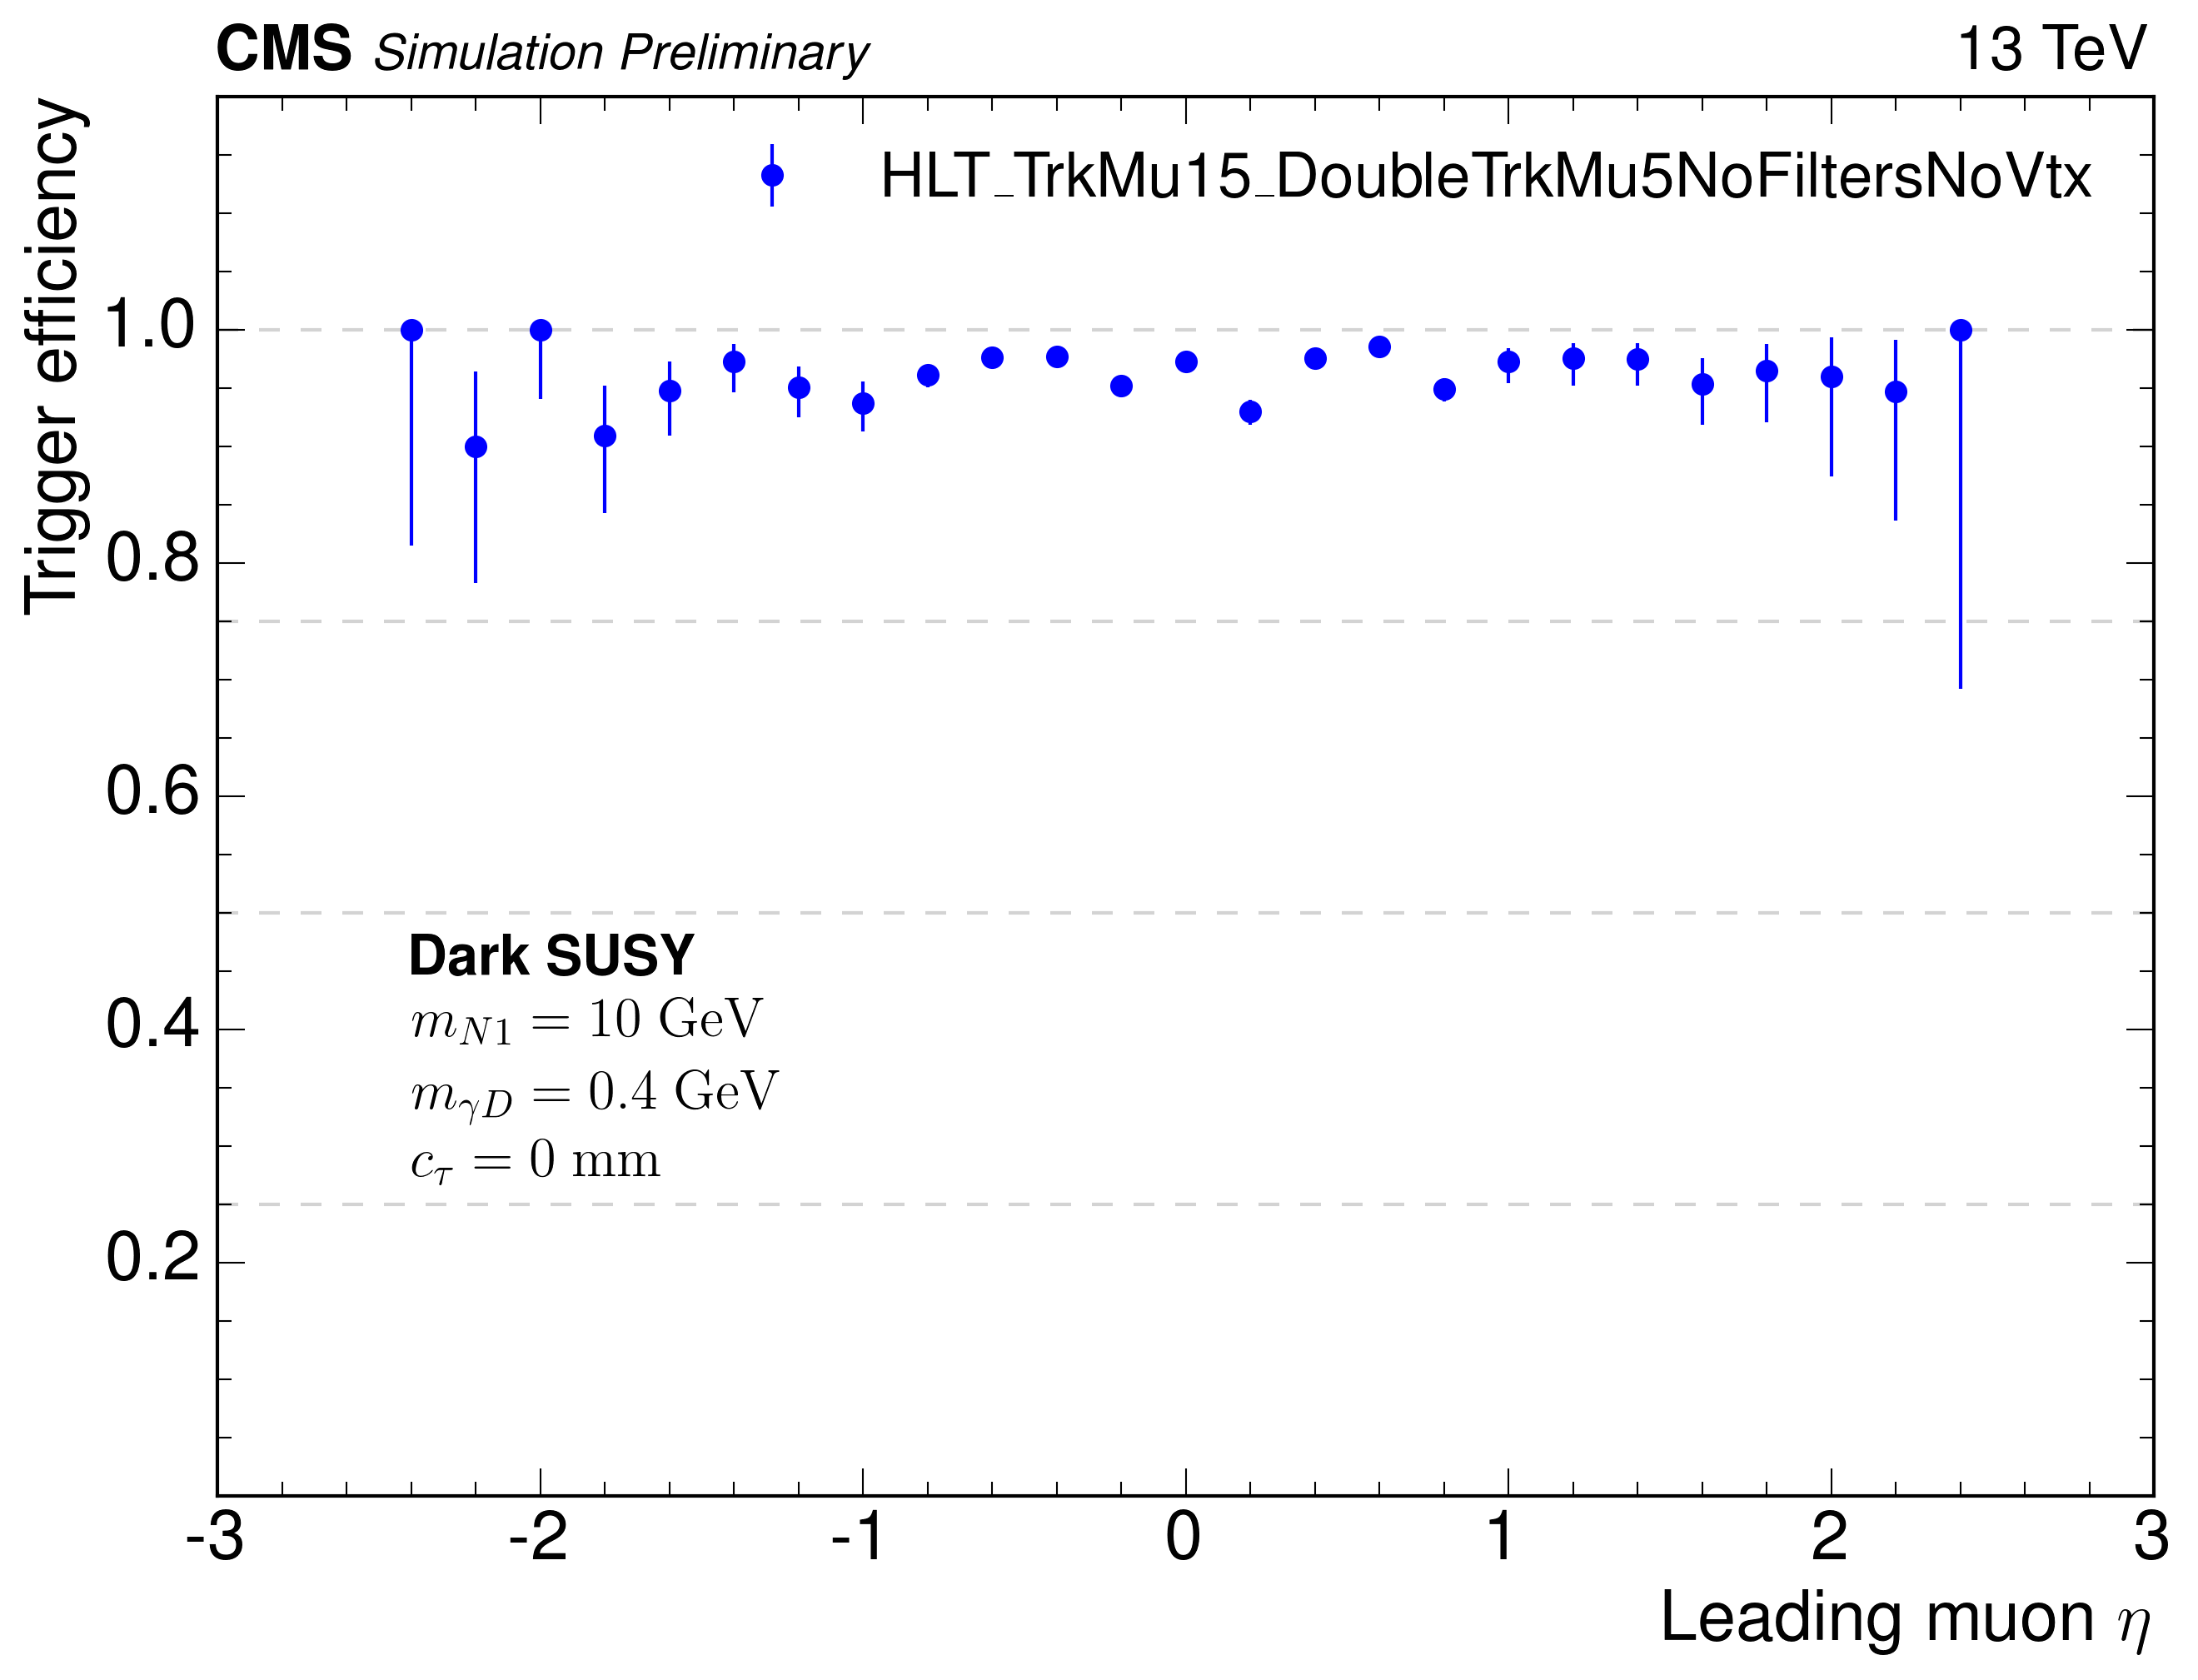 CMS Simulation Preliminary 13 TeV
HLT_TrkMu15_DoubleTrkMu5NoFiltersNoVtx
Trigger efficiency
1.0
0.8
0.6
0.4
0.2
Dark SUSY
m_{N1} = 10 GeV
m_{γD} = 0.4 GeV
c_τ = 0 mm
-3 -2 -1 0 1 2 3
Leading muon η